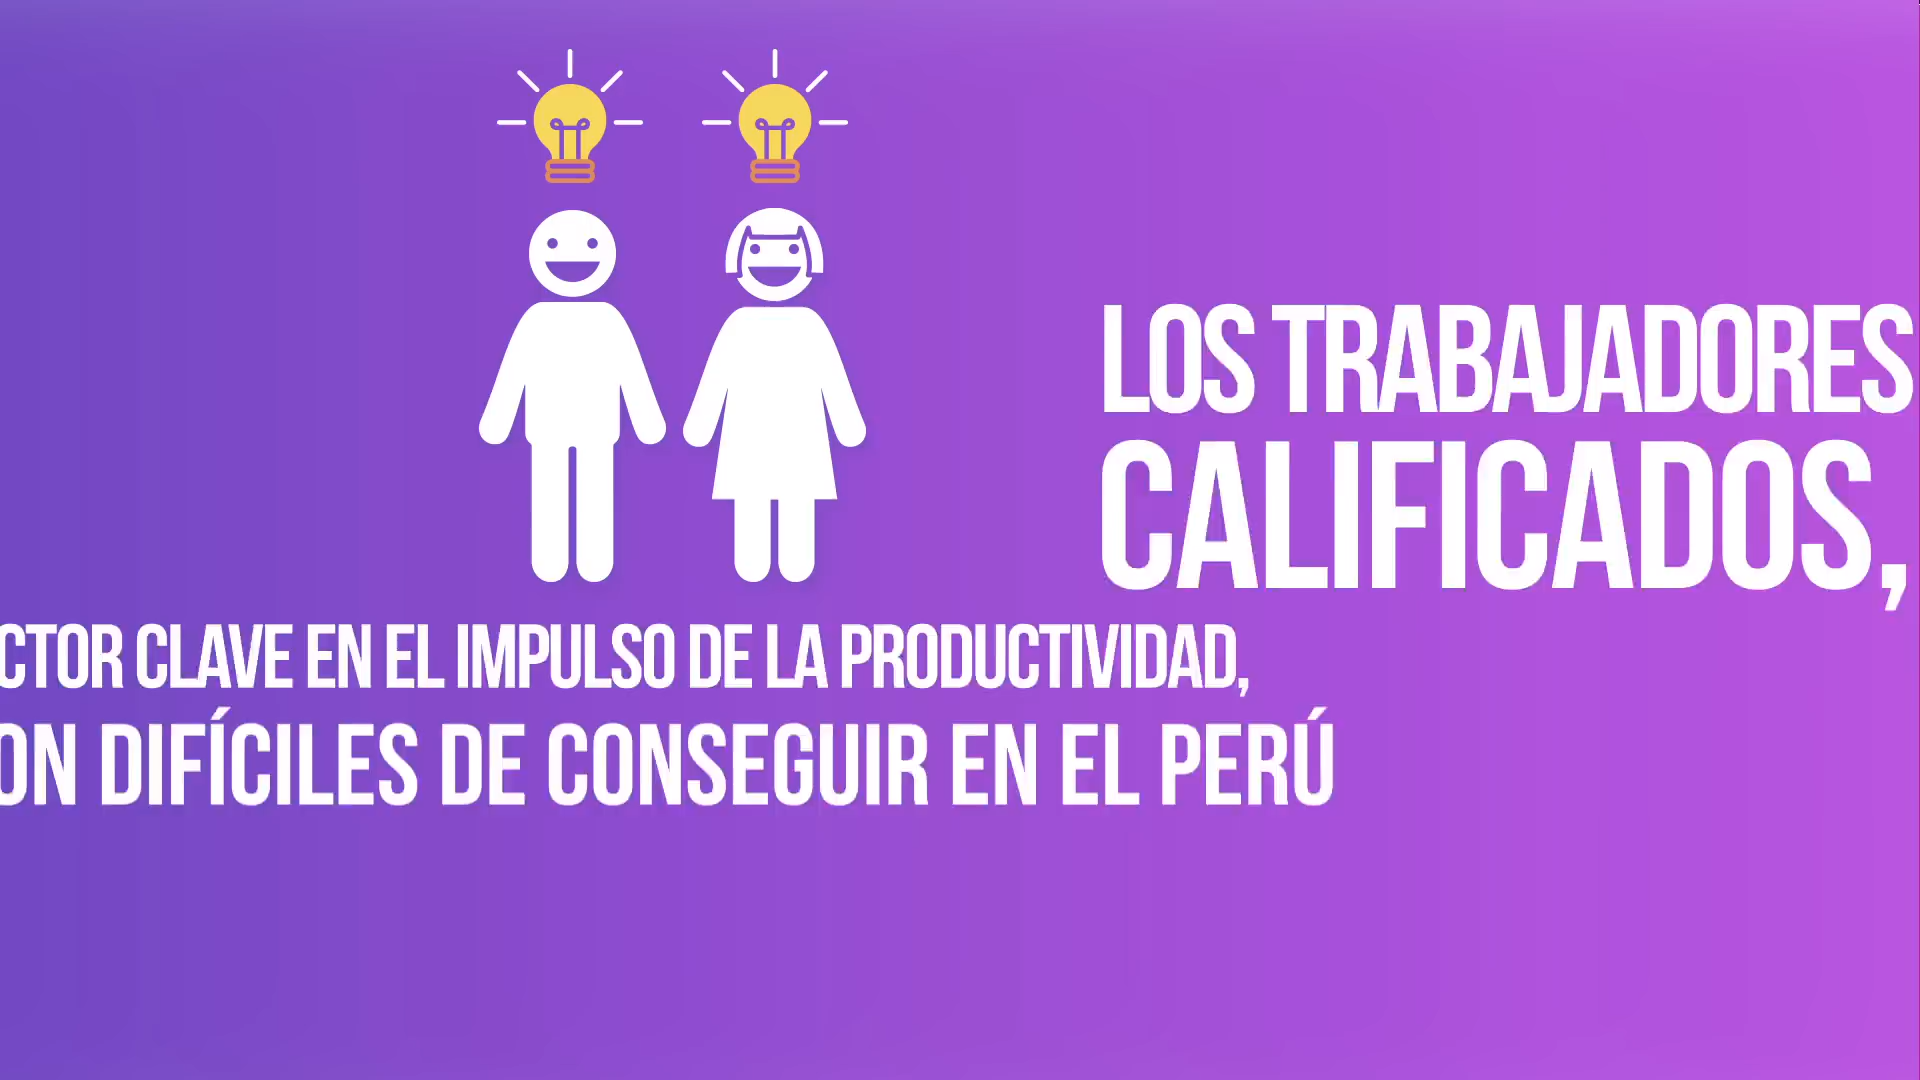 LOS TRABAJADORES
CALIFICADOS,
CTOR CLAVE EN EL IMPULSO DE LA PRODUCTIVIDAD,
ON DIFÍCILES DE CONSEGUIR EN EL PERÚ